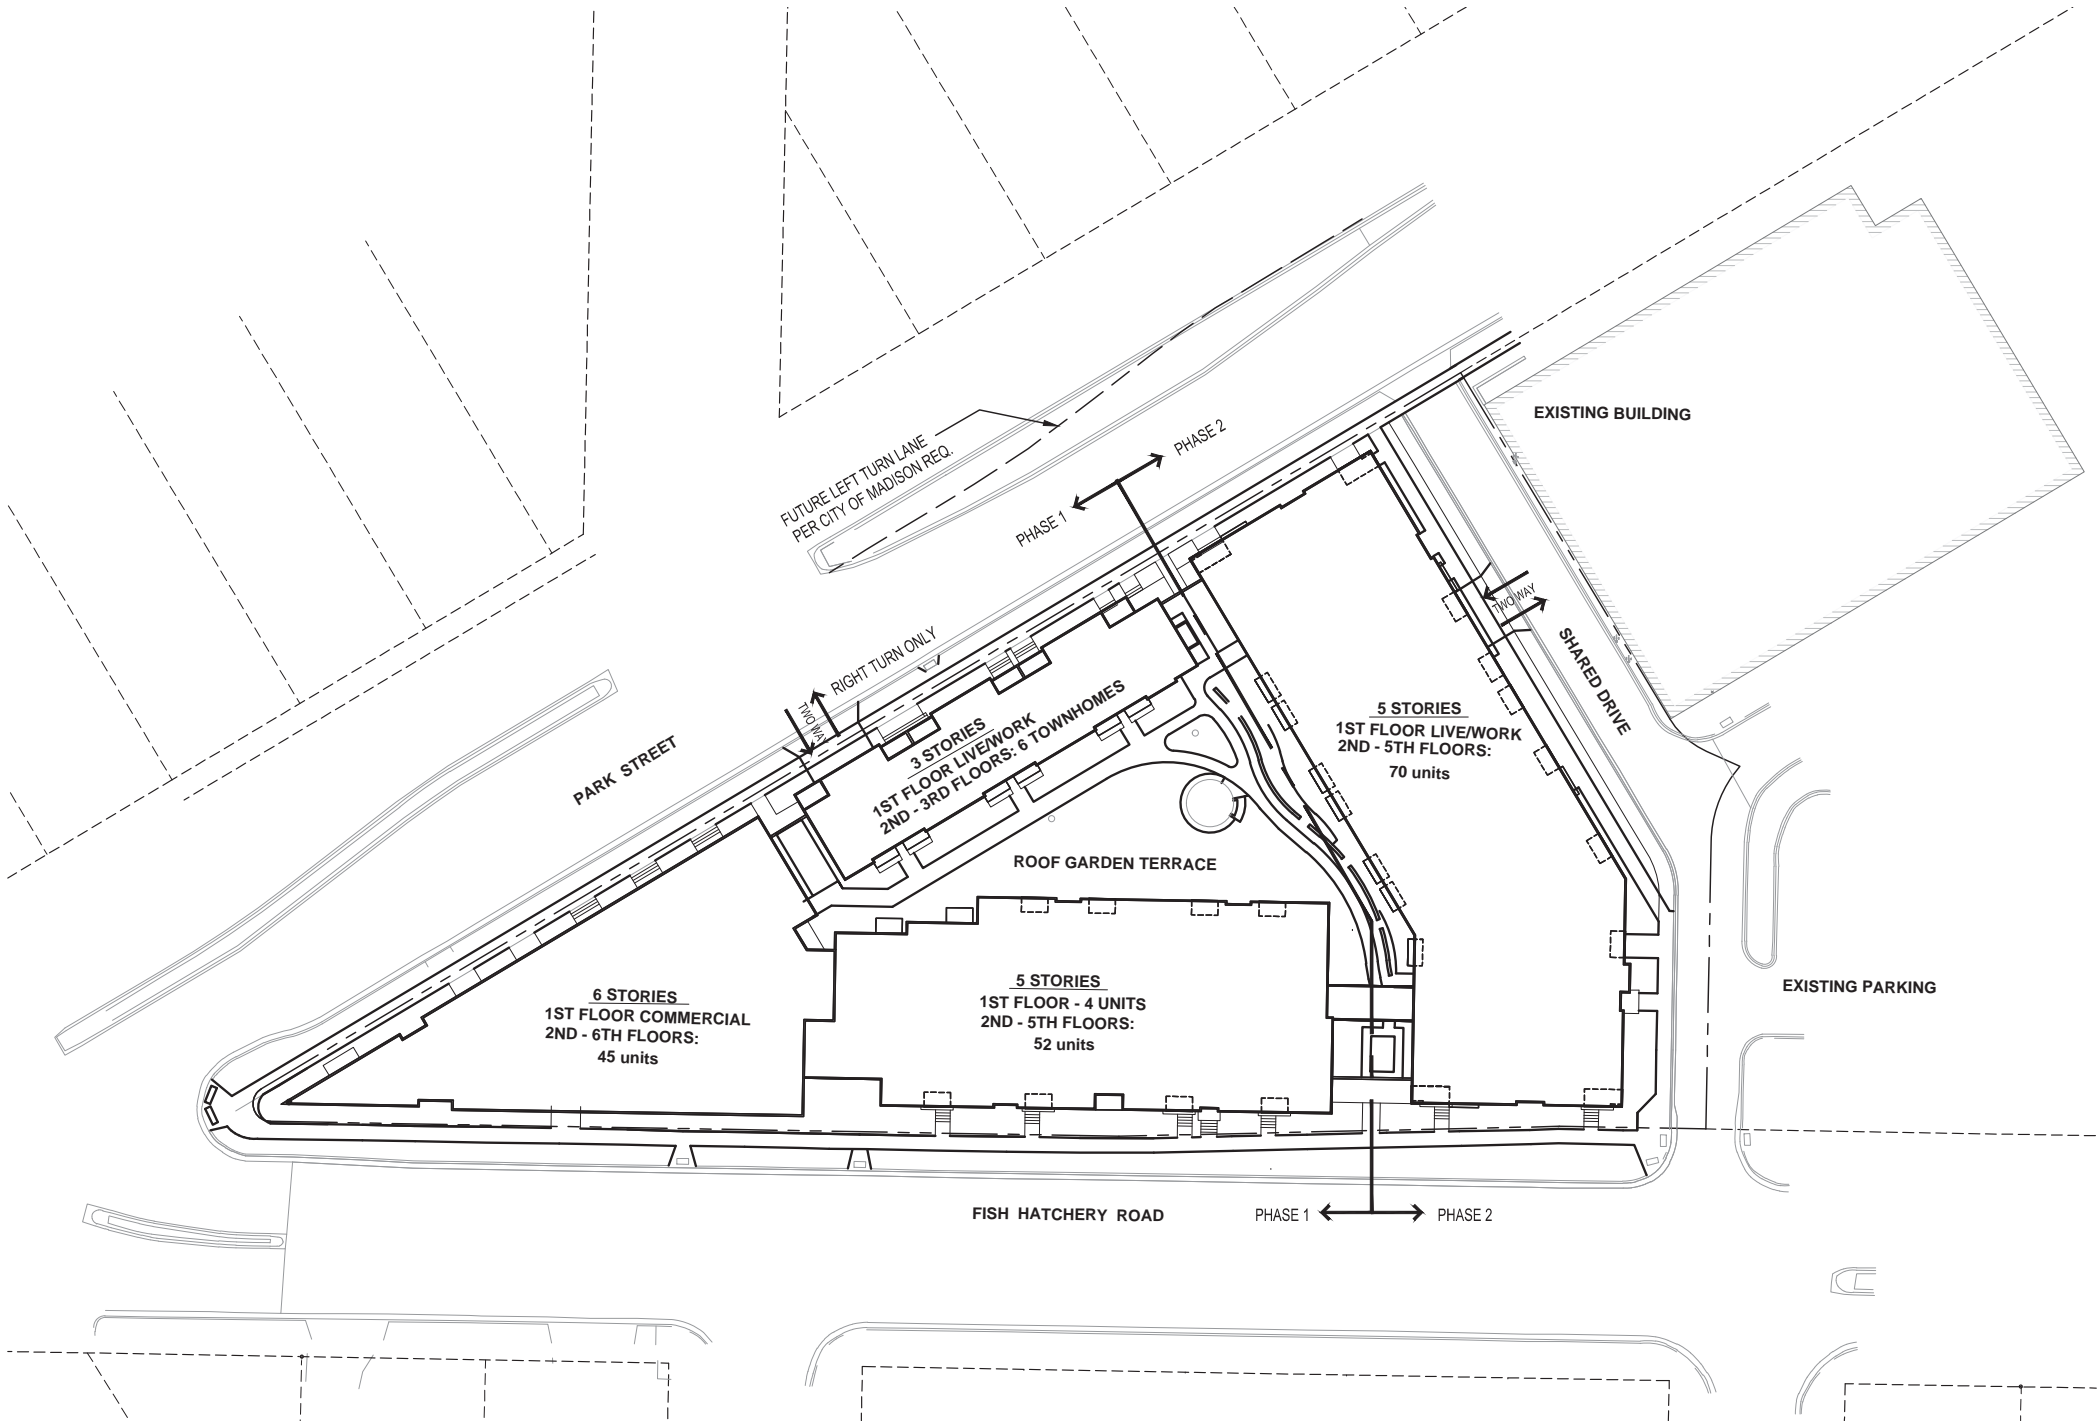 EXISTING BUILDING
FUTURE LEFT TURN LANE
PER CITY OF MADISON REQ.
PHASE 2
PHASE 1
TWO WAY
SHARED DRIVE
RIGHT TURN ONLY
TWO WAY
PARK STREET
3 STORIES
1ST FLOOR LIVE/WORK
2ND - 3RD FLOORS: 6 TOWNHOMES
5 STORIES
1ST FLOOR LIVE/WORK
2ND - 5TH FLOORS:
70 units
ROOF GARDEN TERRACE
6 STORIES
1ST FLOOR COMMERCIAL
2ND - 6TH FLOORS:
45 units
5 STORIES
1ST FLOOR - 4 UNITS
2ND - 5TH FLOORS:
52 units
EXISTING PARKING
FISH HATCHERY ROAD
PHASE 1
PHASE 2